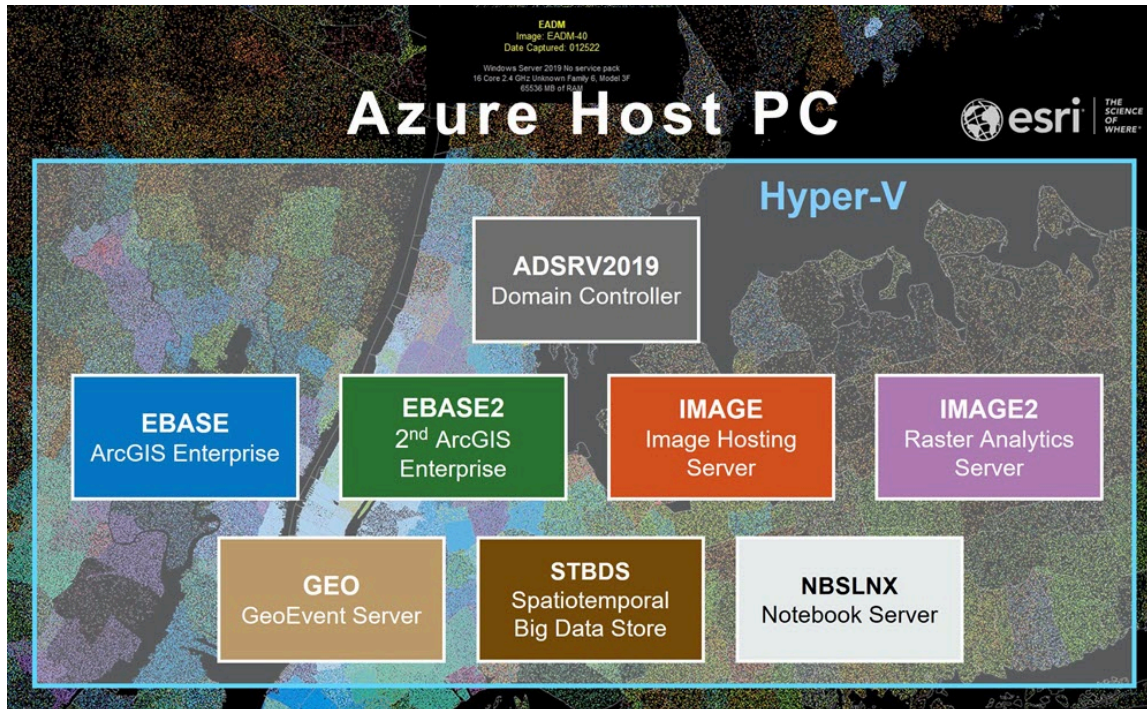 EADM
Image: EADM-40
Date Captured: 012522
Windows Server 2019 No service pack
16 Core 2.4 GHz Unknown Family 6, Model 3F
65536 MB of RAM
Azure Host PC
esri
THE
SCIENCE
OF
WHERE®
Hyper-V
ADSRV2019
Domain Controller
EBASE
ArcGIS Enterprise
EBASE2
2nd ArcGIS
Enterprise
IMAGE
Image Hosting
Server
IMAGE2
Raster Analytics
Server
GEO
GeoEvent Server
STBDS
Spatiotemporal
Big Data Store
NBSLNX
Notebook Server